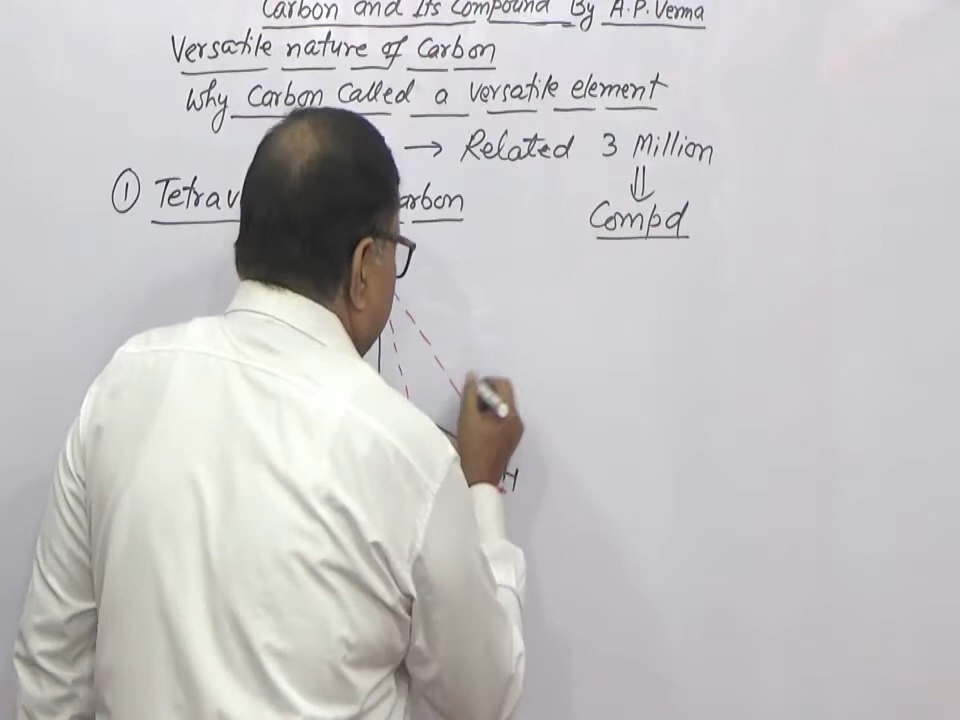 Carbon and Its Compound By A.P.Verma
Versatile nature of Carbon
Why Carbon Called a versatile element
→ Related 3 Million
⇓
① Tetrav arbon
Compd
H